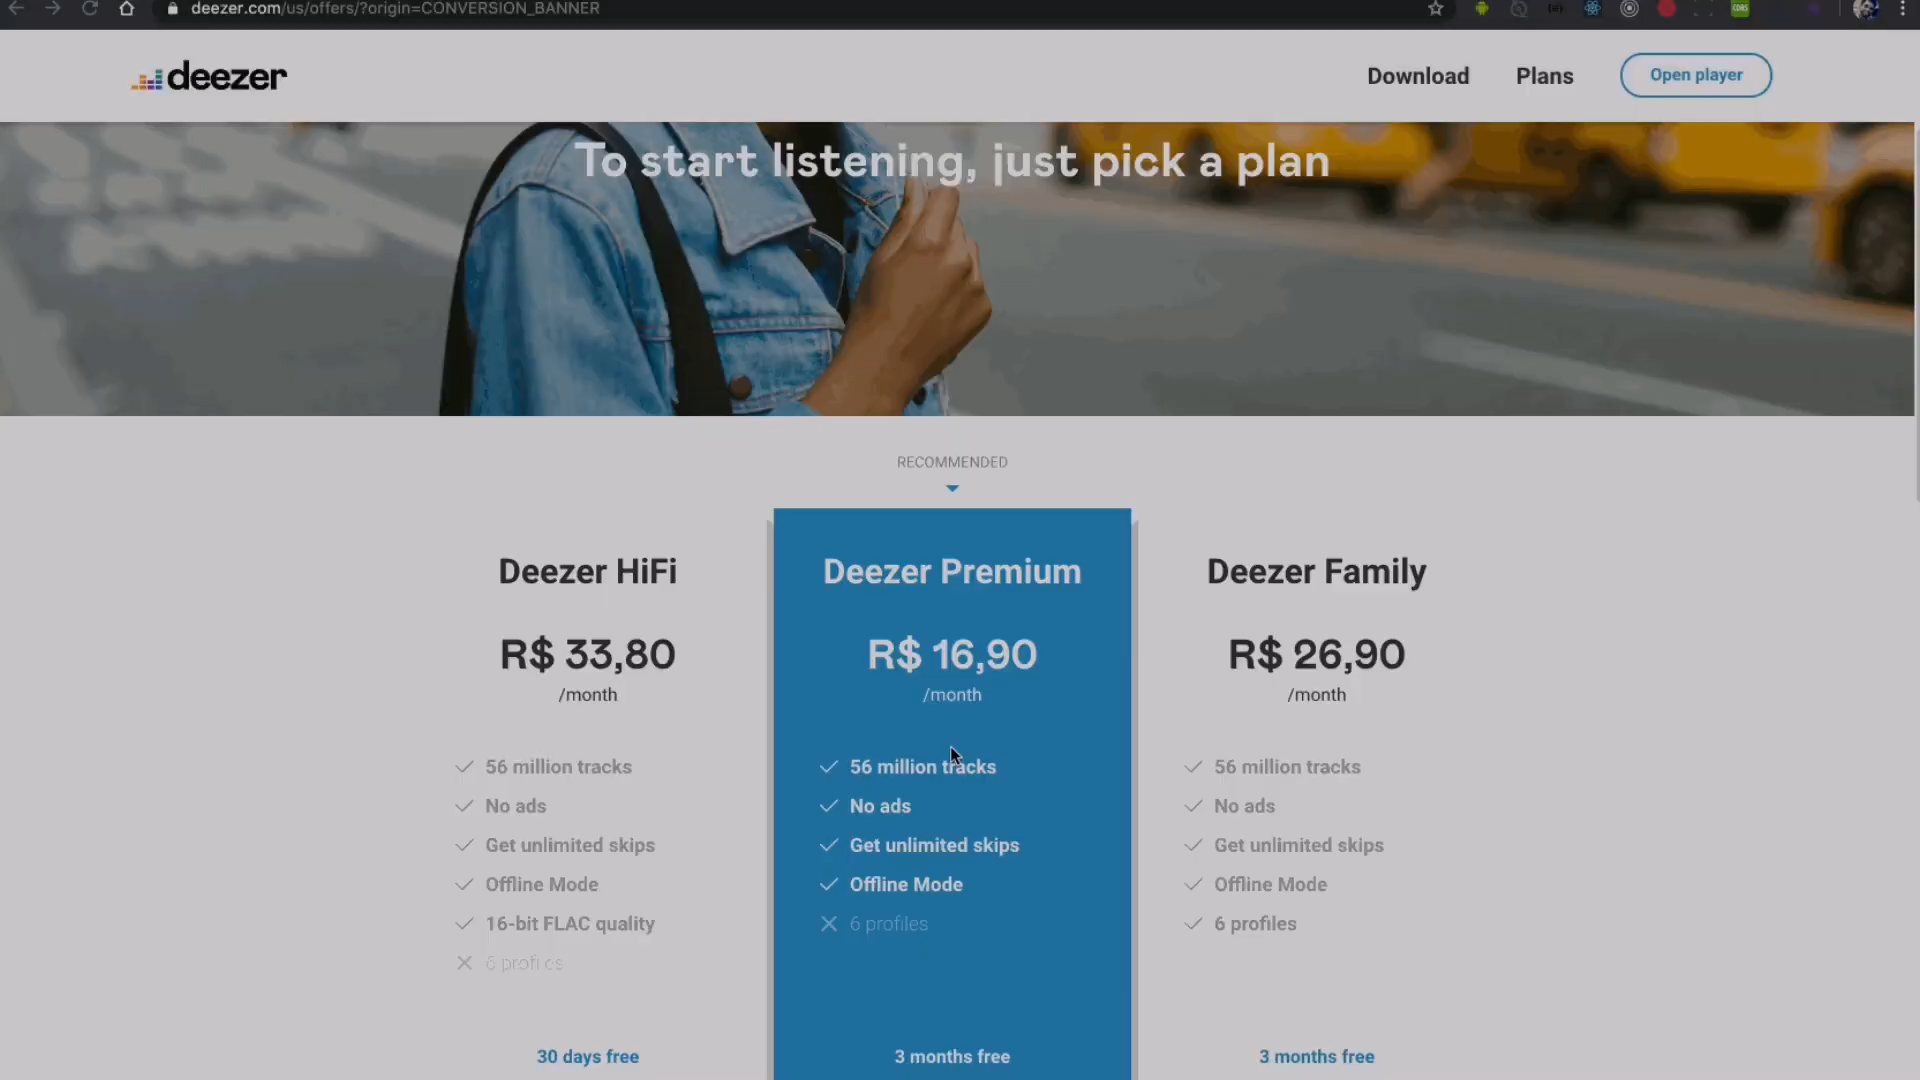 deezer.com/us/offers/?origin=CONVERSION_BANNER
deezer
Download Plans Open player
To start listening, just pick a plan
RECOMMENDED
Deezer HiFi
R$ 33,80
/month
56 million tracks
No ads
Get unlimited skips
Offline Mode
16-bit FLAC quality
6 profiles
30 days free
Deezer Premium
R$ 16,90
/month
56 million tracks
No ads
Get unlimited skips
Offline Mode
6 profiles
3 months free
Deezer Family
R$ 26,90
/month
56 million tracks
No ads
Get unlimited skips
Offline Mode
6 profiles
3 months free